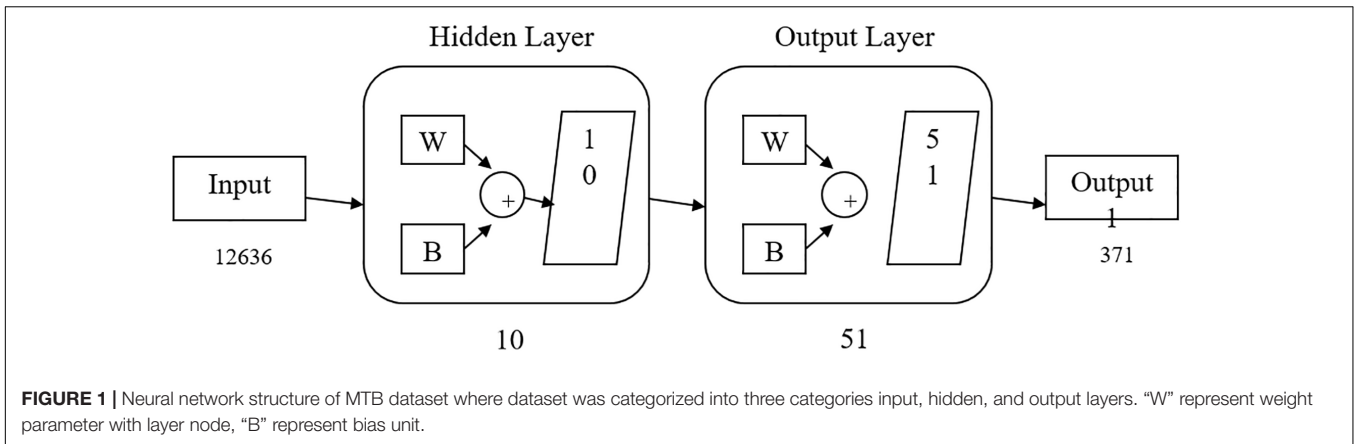 Hidden Layer
Output Layer
W
1
0
+
B
W
5
1
+
B
Input
12636
Output
1
371
10
51
FIGURE 1 | Neural network structure of MTB dataset where dataset was categorized into three categories input, hidden, and output layers. “W” represent weight
parameter with layer node, “B” represent bias unit.